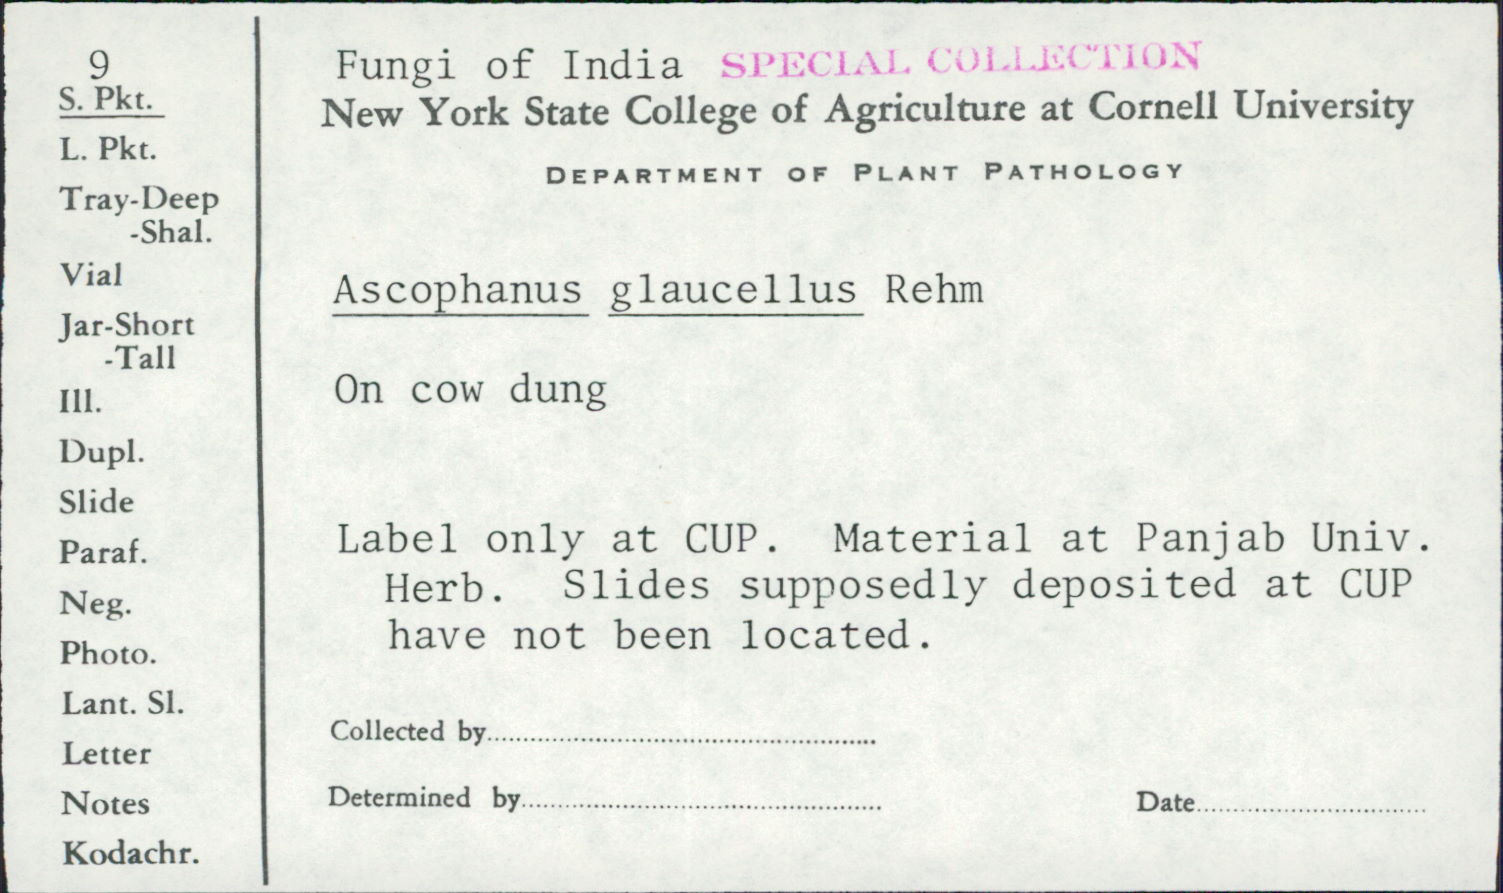 9
S. Pkt.
L. Pkt.
Tray-Deep
-Shal.
Vial
Jar-Short
-Tall
Ill.
Dupl.
Slide
Paraf.
Neg.
Photo.
Lant. Sl.
Letter
Notes
Kodachr.
Fungi of India SPECIAL COLLECTION
New York State College of Agriculture at Cornell University
DEPARTMENT OF PLANT PATHOLOGY
Ascophanus glaucellus Rehm
On cow dung
Label only at CUP. Material at Panjab Univ.
Herb. Slides supposedly deposited at CUP
have not been located.
Collected by
Determined by
Date